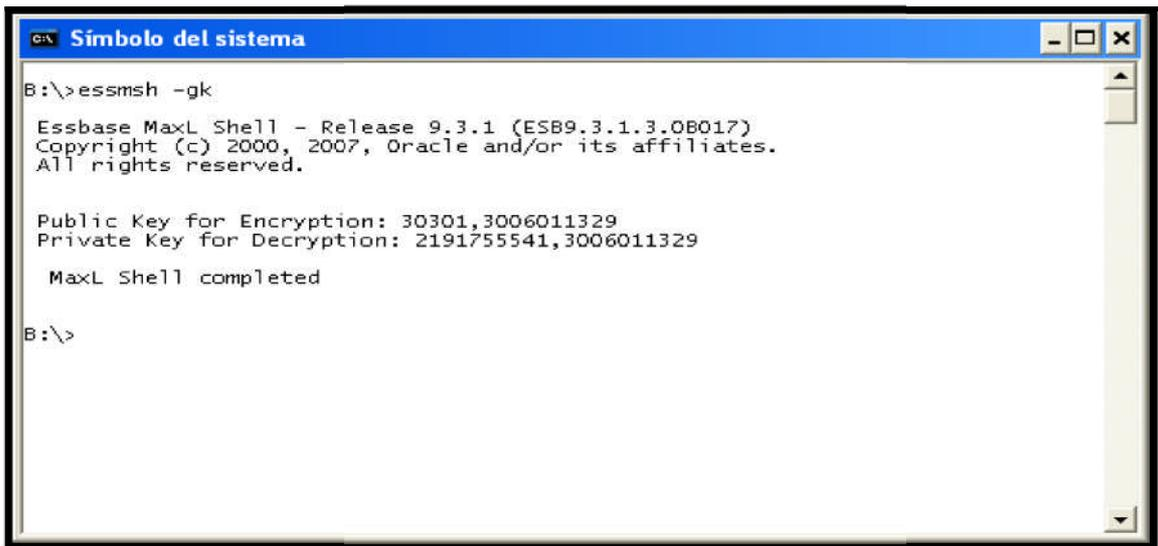 Símbolo del sistema
B:\>essmsh -gk
Essbase MaxL Shell - Release 9.3.1 (ESB9.3.1.3.0B017)
Copyright (c) 2000, 2007, Oracle and/or its affiliates.
All rights reserved.
Public Key for Encryption: 30301,3006011329
Private Key for Decryption: 2191755541,3006011329
MaxL Shell completed
B:\>